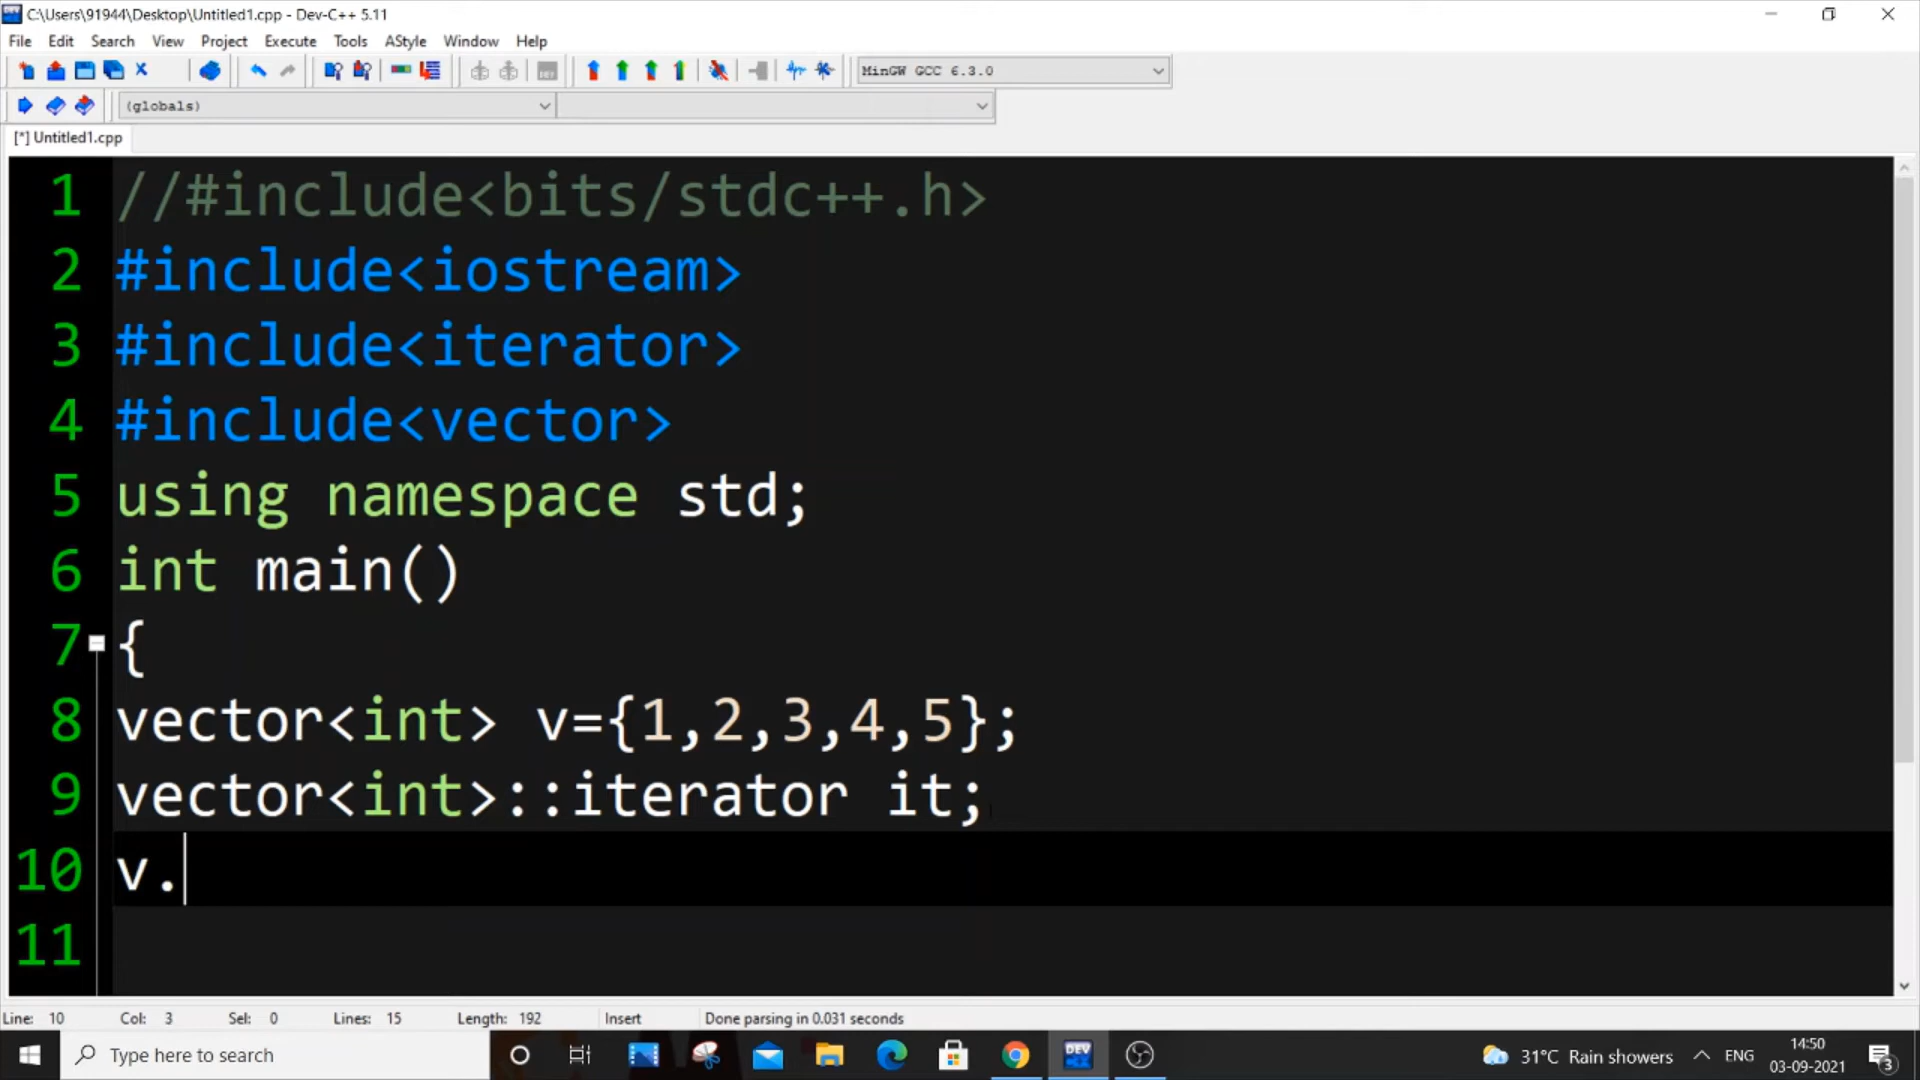 C:\Users\91944\Desktop\Untitled1.cpp - Dev-C++ 5.11
File Edit Search View Project Execute Tools AStyle Window Help
MinGW GCC 6.3.0
(globals)
[*] Untitled1.cpp
1 //#include<bits/stdc++.h>
2 #include<iostream>
3 #include<iterator>
4 #include<vector>
5 using namespace std;
6 int main()
7 {
8 vector<int> v={1,2,3,4,5};
9 vector<int>::iterator it;
10 v.
11
Line: 10 Col: 3 Sel: 0 Lines: 15 Length: 192 Insert Done parsing in 0.031 seconds
Type here to search
DEV
31°C Rain showers
ENG
14:50
03-09-2021
3